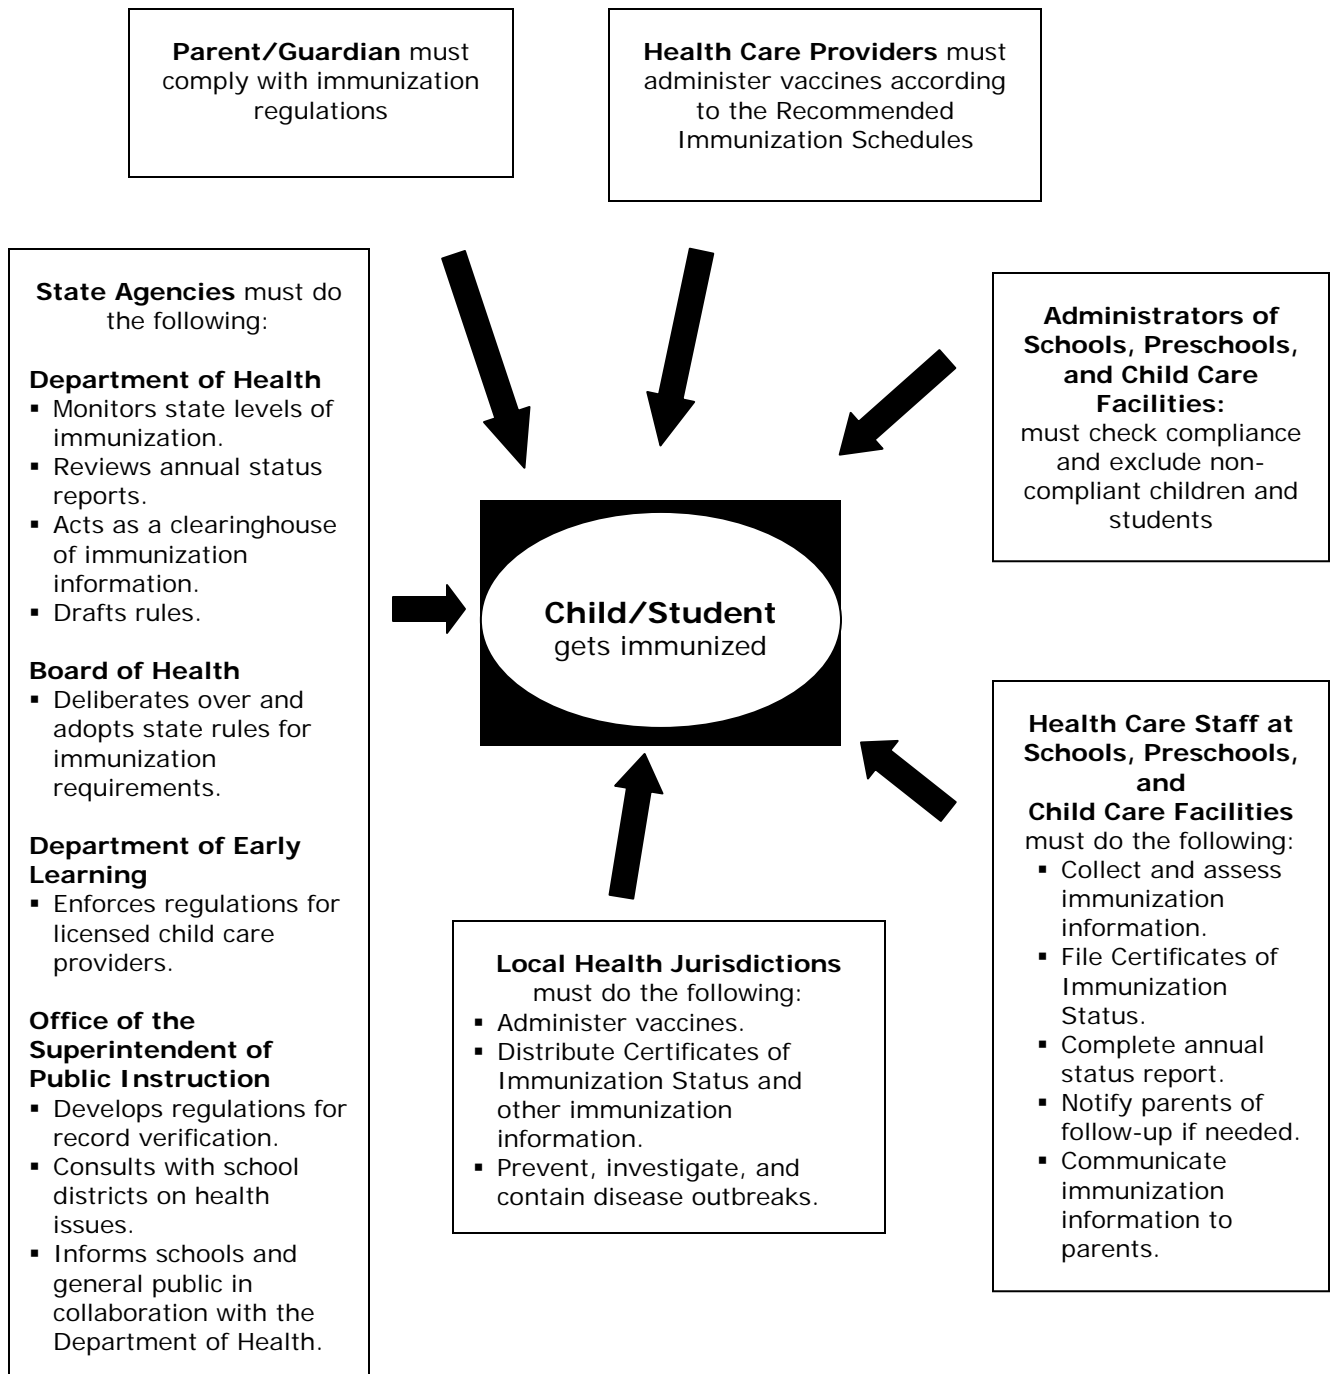 Parent/Guardian must
comply with immunization
regulations
Health Care Providers must
administer vaccines according
to the Recommended
Immunization Schedules
State Agencies must do
the following:
Department of Health
▪ Monitors state levels of
immunization.
▪ Reviews annual status
reports.
▪ Acts as a clearinghouse
of immunization
information.
▪ Drafts rules.
Board of Health
▪ Deliberates over and
adopts state rules for
immunization
requirements.
Department of Early
Learning
▪ Enforces regulations for
licensed child care
providers.
Office of the
Superintendent of
Public Instruction
▪ Develops regulations for
record verification.
▪ Consults with school
districts on health
issues.
▪ Informs schools and
general public in
collaboration with the
Department of Health.
Child/Student
gets immunized
Administrators of
Schools, Preschools,
and Child Care
Facilities:
must check compliance
and exclude non-
compliant children and
students
Local Health Jurisdictions
must do the following:
▪ Administer vaccines.
▪ Distribute Certificates of
Immunization Status and
other immunization
information.
▪ Prevent, investigate, and
contain disease outbreaks.
Health Care Staff at
Schools, Preschools,
and
Child Care Facilities
must do the following:
▪ Collect and assess
immunization
information.
▪ File Certificates of
Immunization
Status.
▪ Complete annual
status report.
▪ Notify parents of
follow-up if needed.
▪ Communicate
immunization
information to
parents.